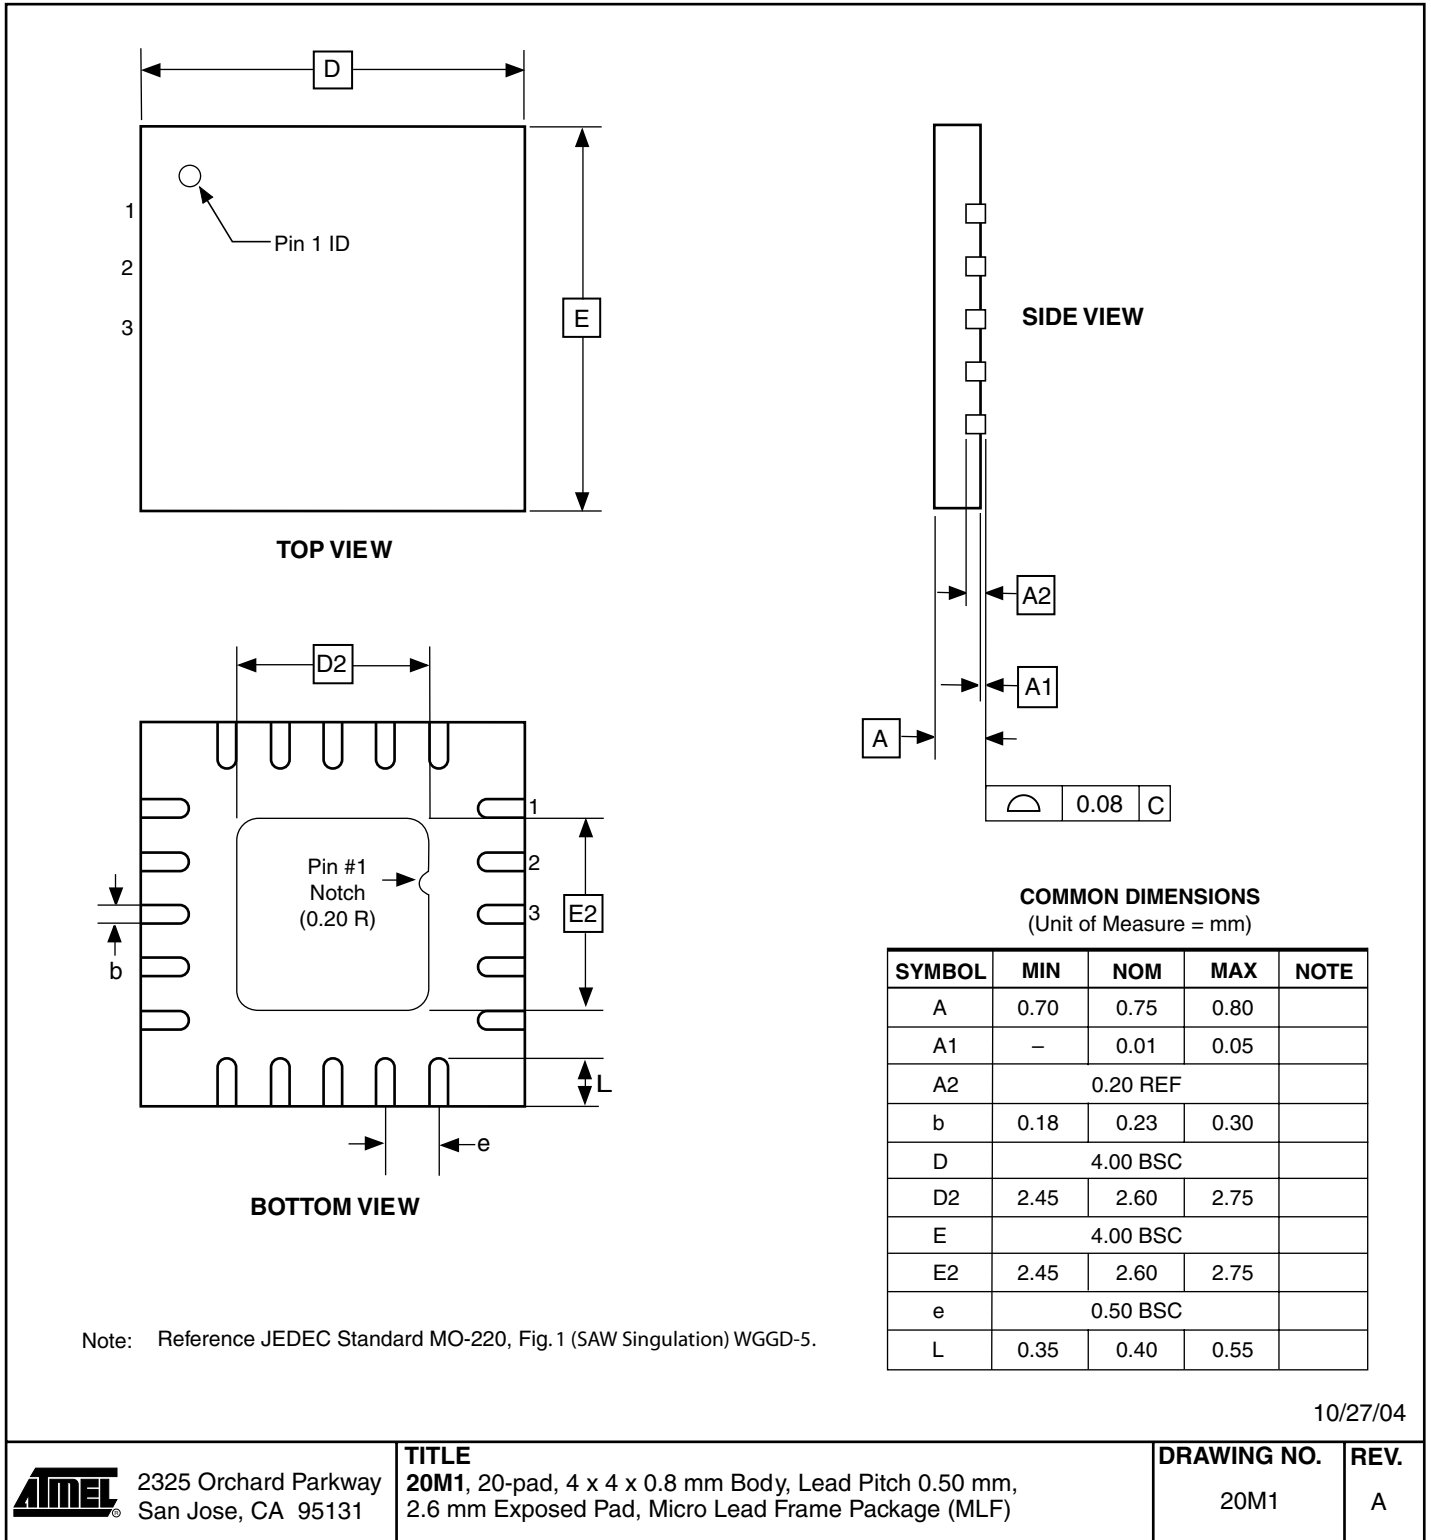 D
1
2
3
Pin 1 ID
E
SIDE VIEW
TOP VIEW
A2
A1
A
0.08 C
D2
1
2
3
Pin #1
Notch
(0.20 R)
E2
b
L
e
BOTTOM VIEW
COMMON DIMENSIONS
(Unit of Measure = mm)
SYMBOL MIN NOM MAX NOTE
A 0.70 0.75 0.80
A1 – 0.01 0.05
A2 0.20 REF
b 0.18 0.23 0.30
D 4.00 BSC
D2 2.45 2.60 2.75
E 4.00 BSC
E2 2.45 2.60 2.75
e 0.50 BSC
L 0.35 0.40 0.55
Note: Reference JEDEC Standard MO-220, Fig. 1 (SAW Singulation) WGGD-5.
10/27/04
ATMEL ®
2325 Orchard Parkway
San Jose, CA 95131
TITLE
20M1, 20-pad, 4 x 4 x 0.8 mm Body, Lead Pitch 0.50 mm,
2.6 mm Exposed Pad, Micro Lead Frame Package (MLF)
DRAWING NO.
20M1
REV.
A